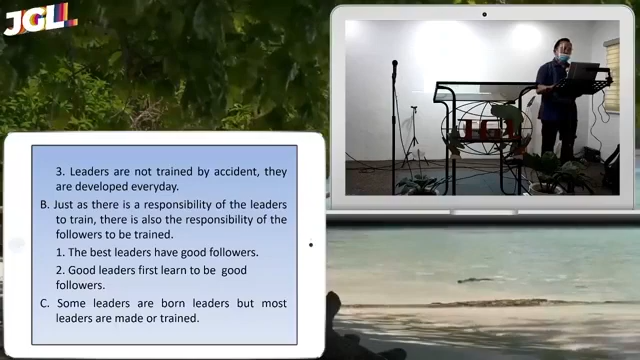 JGL
3. Leaders are not trained by accident, they
are developed everyday.
B. Just as there is a responsibility of the leaders
to train, there is also the responsibility of the
followers to be trained.
1. The best leaders have good followers.
2. Good leaders first learn to be good
followers.
C. Some leaders are born leaders but most
leaders are made or trained.
JGL